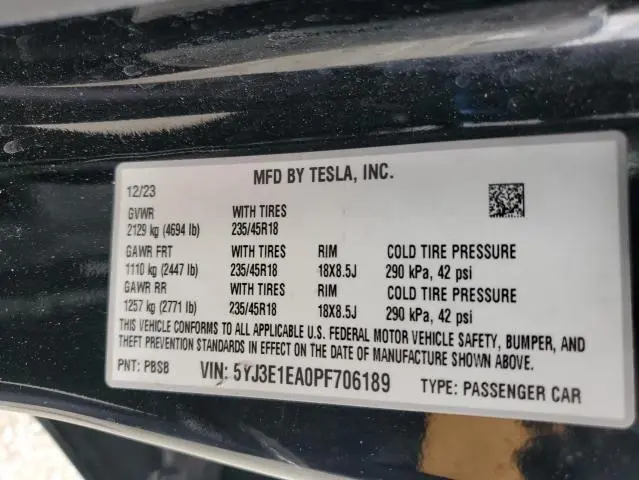 MFD BY TESLA, INC.
12/23
GVWR WITH TIRES
2129 kg (4694 lb) 235/45R18
GAWR FRT WITH TIRES RIM COLD TIRE PRESSURE
1110 kg (2447 lb) 235/45R18 18X8.5J 290 kPa, 42 psi
GAWR RR WITH TIRES RIM COLD TIRE PRESSURE
1257 kg (2771 lb) 235/45R18 18X8.5J 290 kPa, 42 psi
THIS VEHICLE CONFORMS TO ALL APPLICABLE U.S. FEDERAL MOTOR VEHICLE SAFETY, BUMPER, AND
THEFT PREVENTION STANDARDS IN EFFECT ON THE DATE OF MANUFACTURE SHOWN ABOVE.
PNT: PBSB VIN: 5YJ3E1EA0PF706189 TYPE: PASSENGER CAR